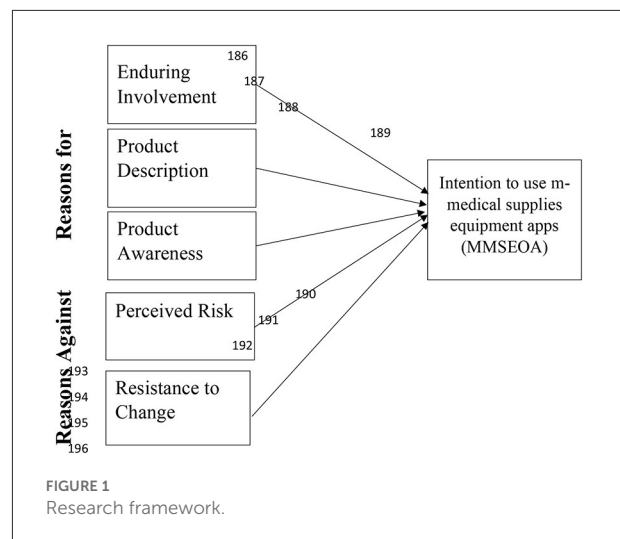 186
Enduring
Involvement
187
188
189
Reasons for
Product
Description
Intention to use m-
medical supplies
equipment apps
(MMSEOA)
Product
Awareness
190
Perceived Risk
191
192
Reasons Against
193
Resistance to
Change
194
195
196
FIGURE 1
Research framework.